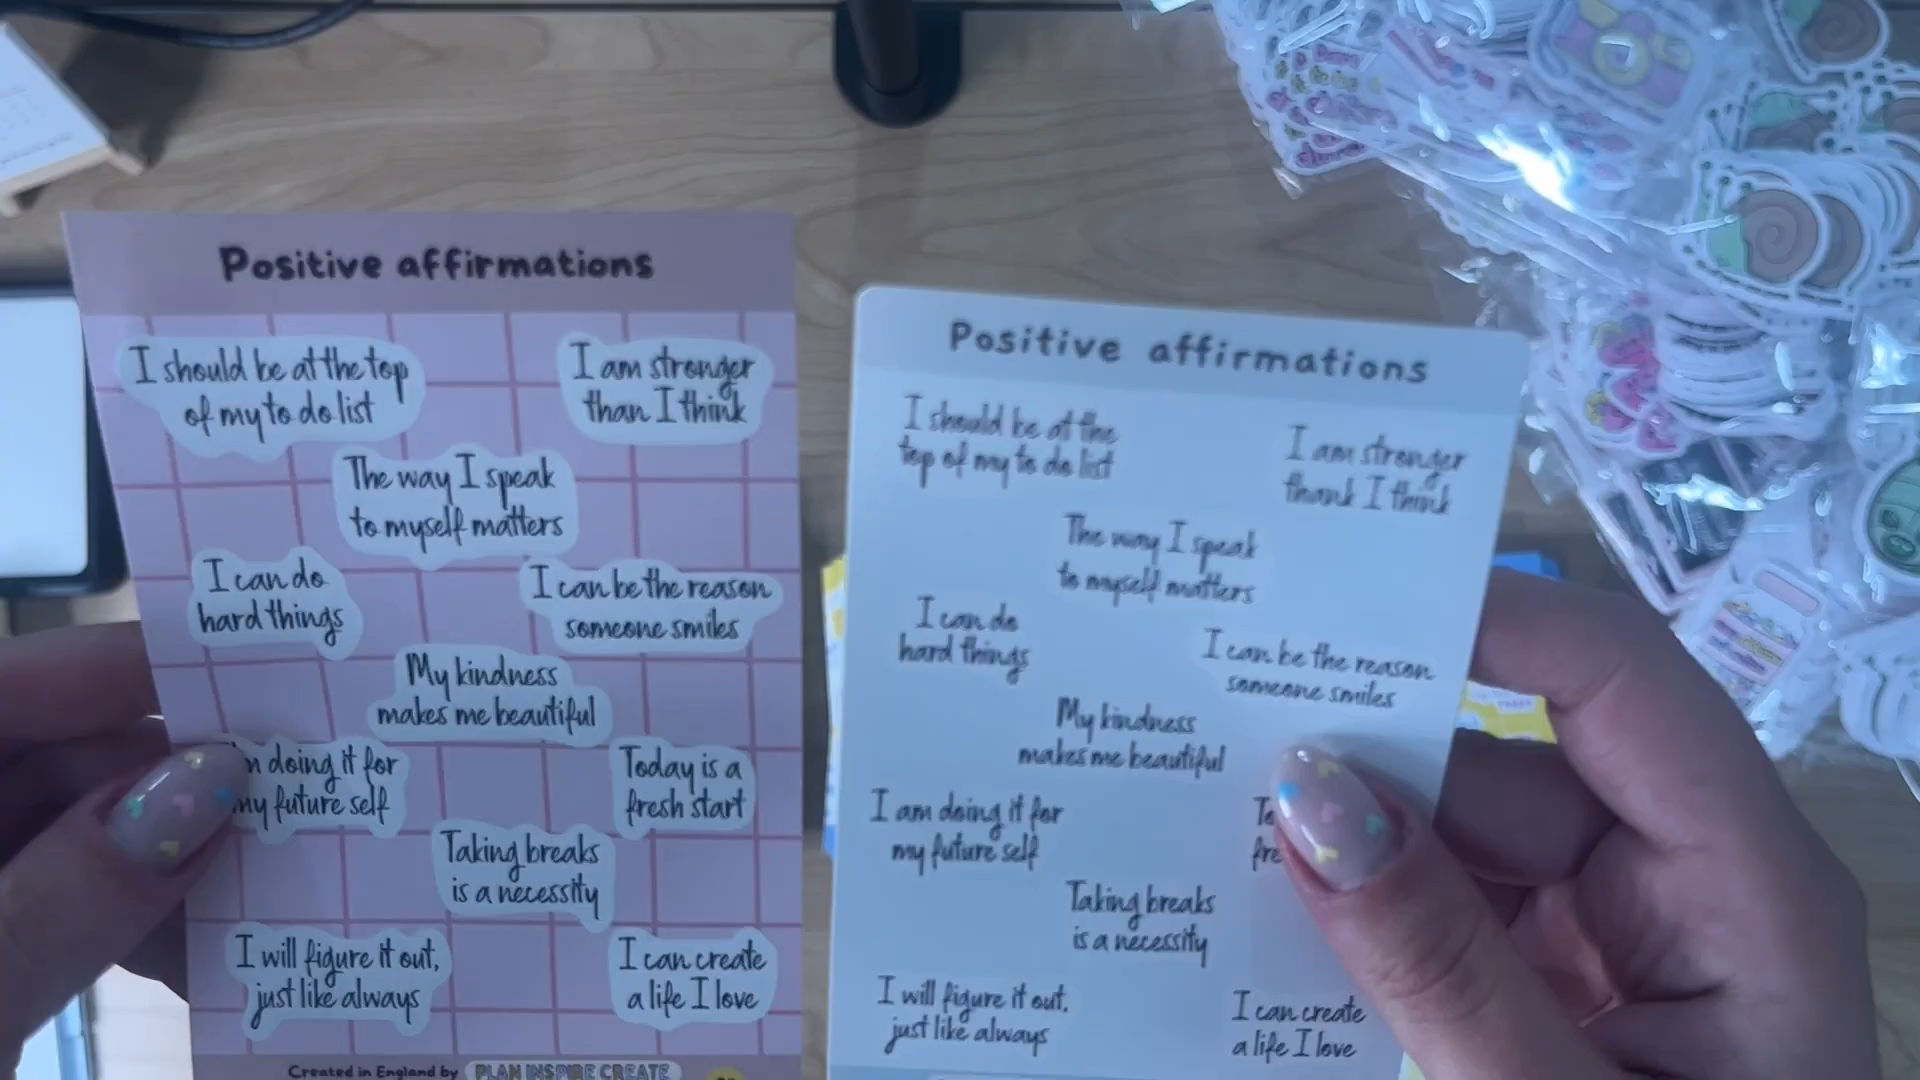 Positive affirmations
I should be at the top
of my to do list
I am stronger
than I think
The way I speak
to myself matters
I can do
hard things
I can be the reason
someone smiles
My kindness
makes me beautiful
doing it for
my future self
Today is a
fresh start
Taking breaks
is a necessity
I will figure it out,
just like always
I can create
a life I love
Created in England by PLAN INSPIRE CREATE
Positive affirmations
I should be at the
top of my to do list
I am stronger
thank I think
The way I speak
to myself matters
I can do
hard things
I can be the reason
someone smiles
My kindness
makes me beautiful
I am doing it for
my future self
Taking breaks
is a necessity
I will figure it out,
just like always
I can create
a life I love